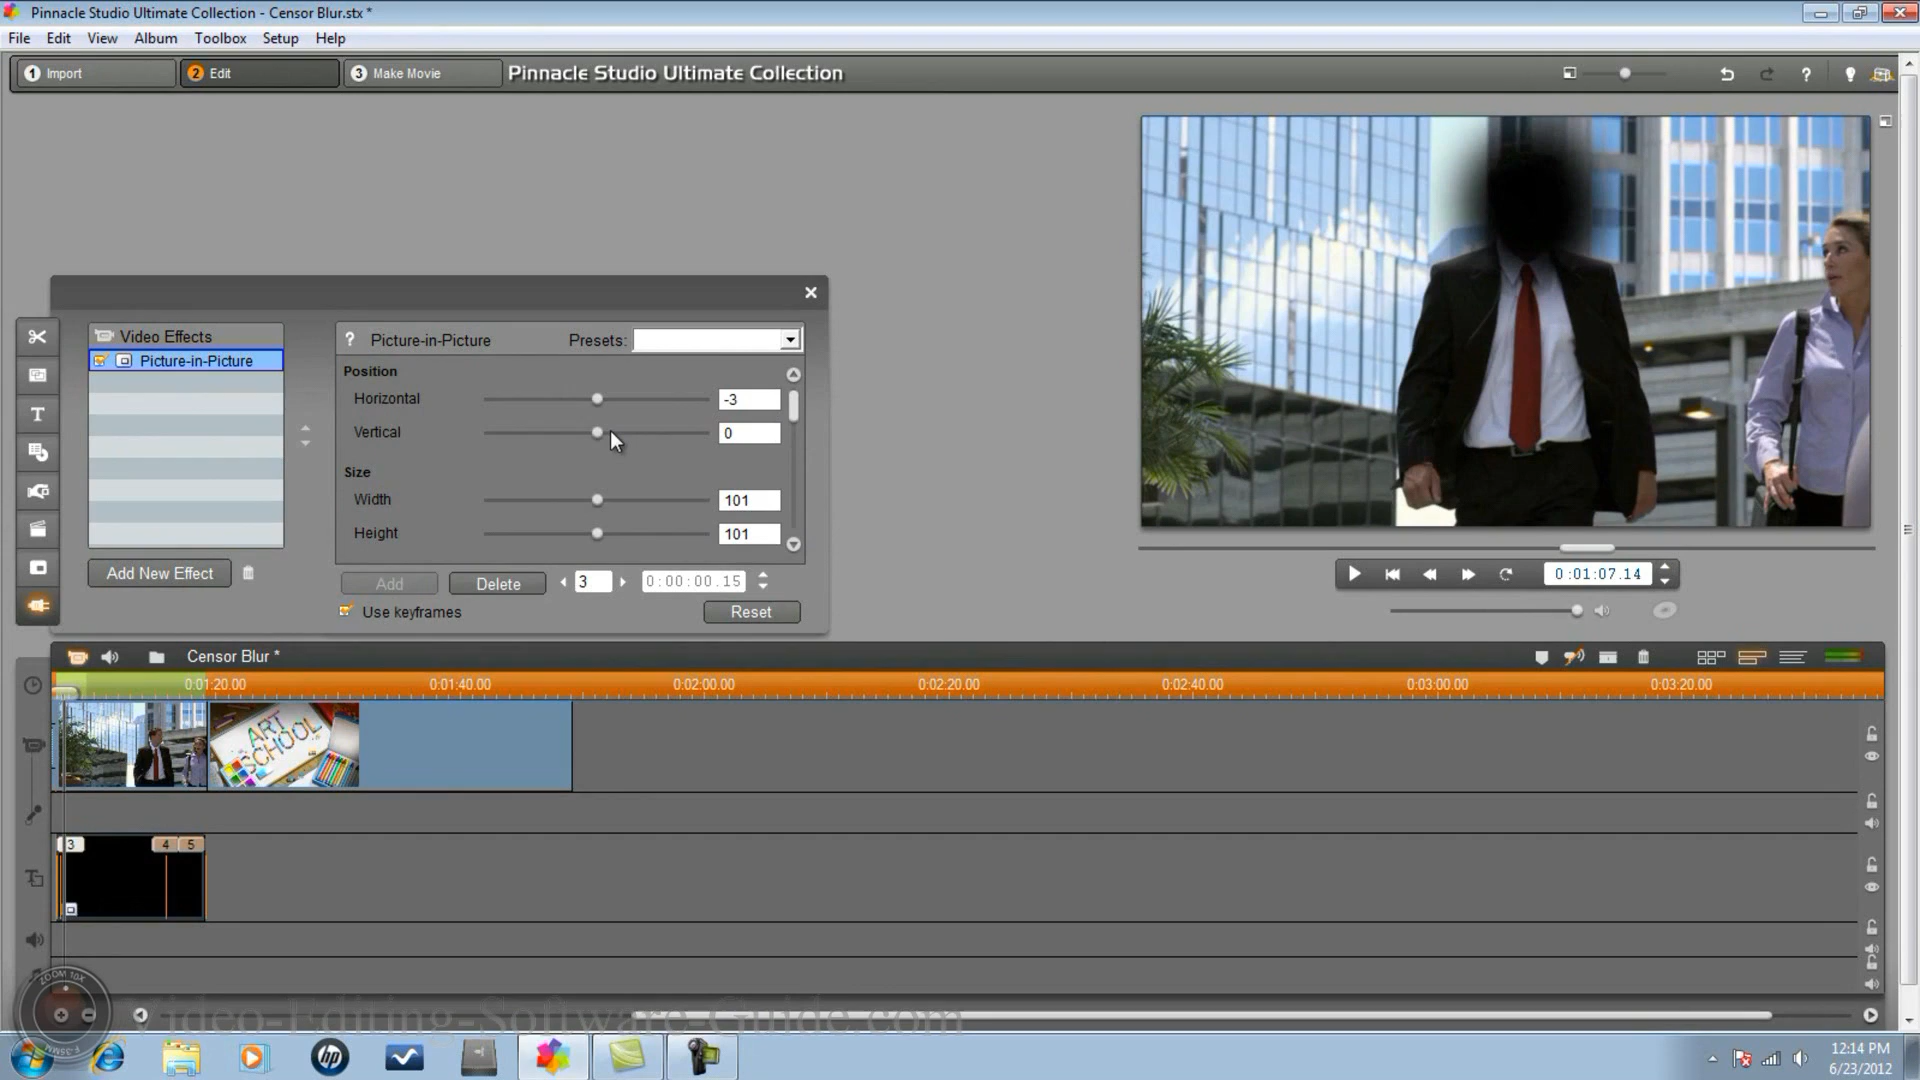 Pinnacle Studio Ultimate Collection - Censor Blur.stx *
File Edit View Album Toolbox Setup Help
1 Import 2 Edit 3 Make Movie Pinnacle Studio Ultimate Collection ?
Video Effects
Picture-in-Picture
Add New Effect
? Picture-in-Picture Presets:
Position
Horizontal -3
Vertical 0
Size
Width 101
Height 101
Add Delete 3 0:00:00.15
Use keyframes Reset
0:01:07.14
Censor Blur *
0:01:20.00 0:01:40.00 0:02:00.00 0:02:20.00 0:02:40.00 0:03:00.00 0:03:20.00
ART
SCHOOL
3 4 5
ZOOM 10X
Video-Editing-Software-Guide.com
hp
12:14 PM
6/23/2012